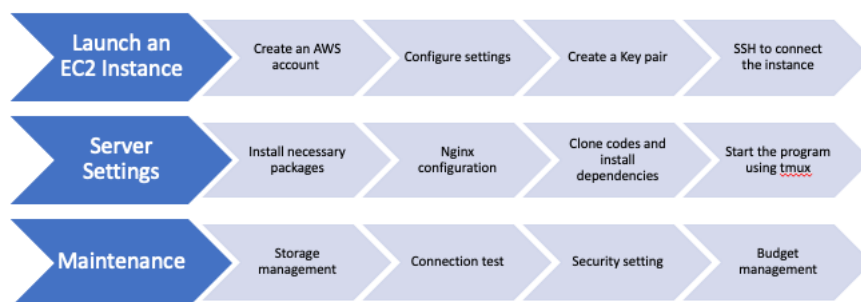 Launch an
EC2 Instance
Create an AWS
account
Configure settings
Create a Key pair
SSH to connect
the instance
Server
Settings
Install necessary
packages
Nginx
configuration
Clone codes and
install
dependencies
Start the program
using tmux
Maintenance
Storage
management
Connection test
Security setting
Budget
management